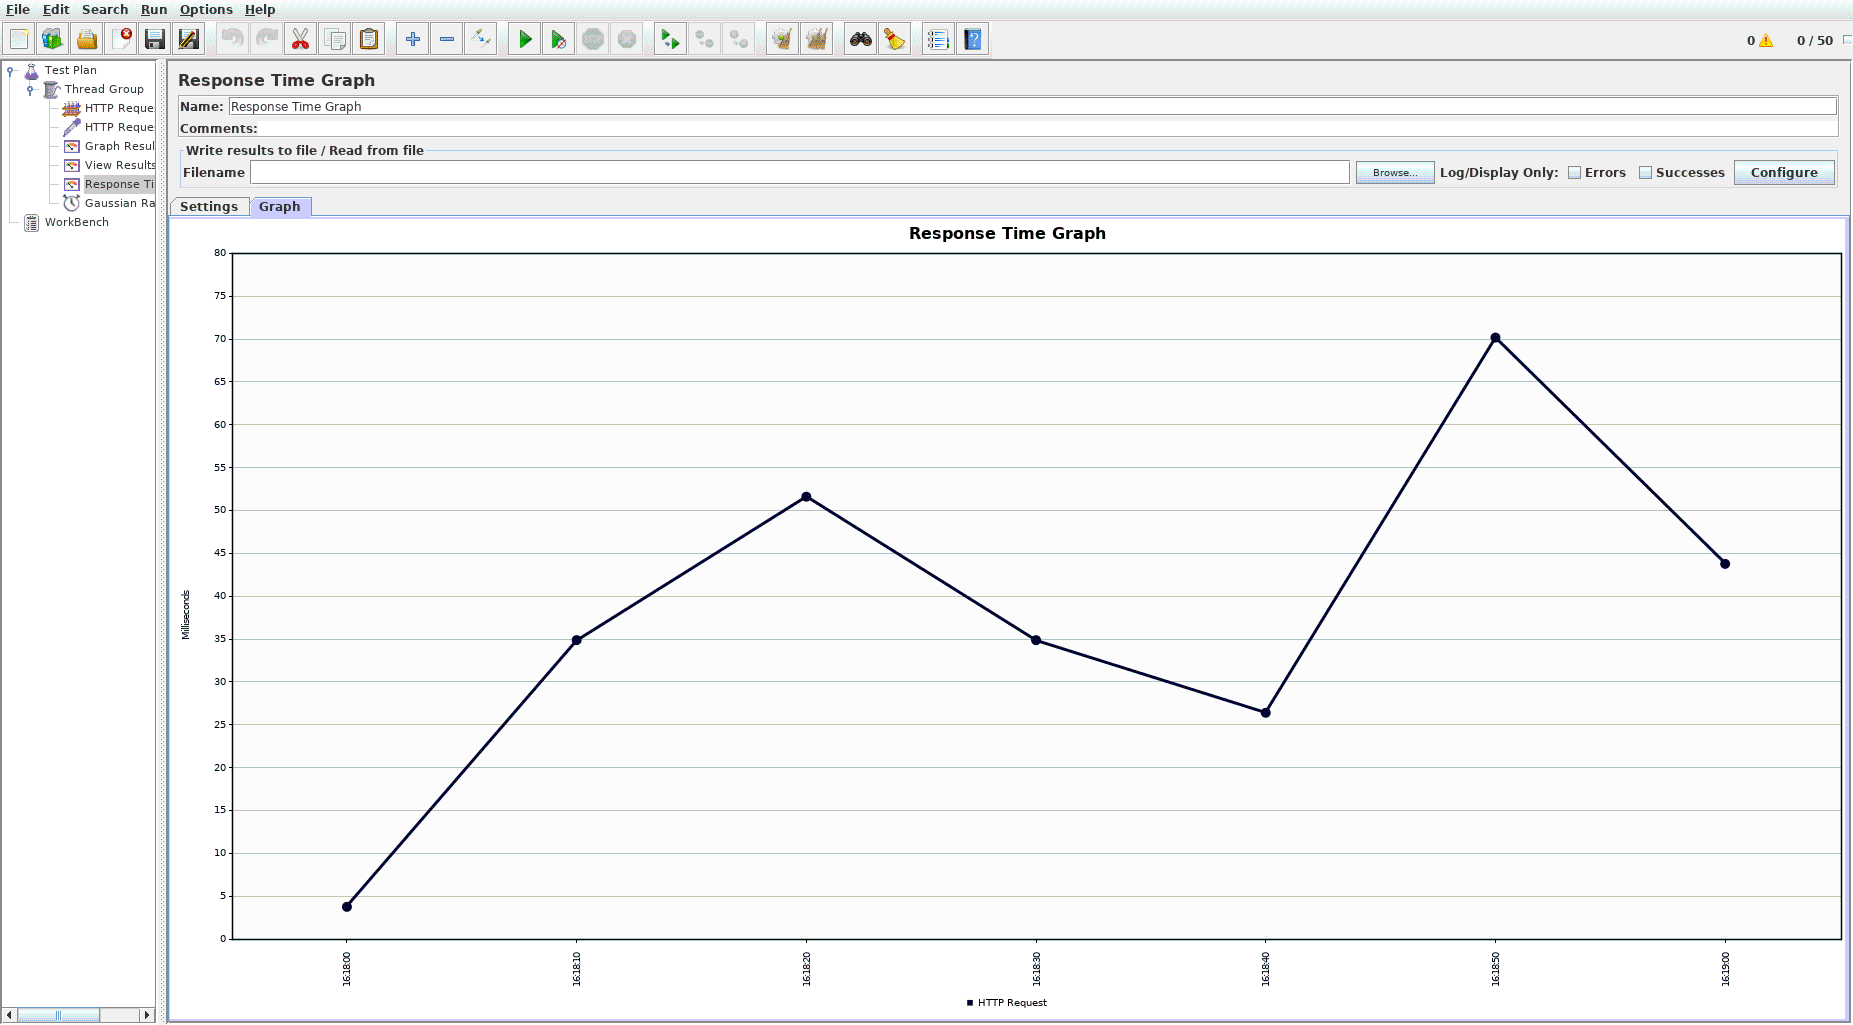 File Edit Search Run Options Help
0 0 / 50
Test Plan
Thread Group
HTTP Reque
HTTP Reque
Graph Resul
View Results
Response Ti
Gaussian Ra
WorkBench
Response Time Graph
Name: Response Time Graph
Comments:
Write results to file / Read from file
Filename Browse... Log/Display Only: Errors Successes Configure
Settings Graph
Response Time Graph
80
75
70
65
60
55
50
45
40
35
30
25
20
15
10
5
0
Milliseconds
16:18:00 16:18:10 16:18:20 16:18:30 16:18:40 16:18:50 16:19:00
HTTP Request